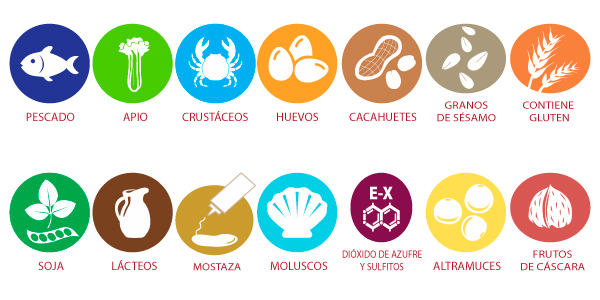 PESCADO
APIO
CRUSTÁCEOS
HUEVOS
CACAHUETES
GRANOS
DE SÉSAMO
CONTIENE
GLUTEN
E-X
SOJA
LÁCTEOS
MOSTAZA
MOLUSCOS
DIÓXIDO DE AZUFRE
Y SULFITOS
ALTRAMUCES
FRUTOS
DE CÁSCARA